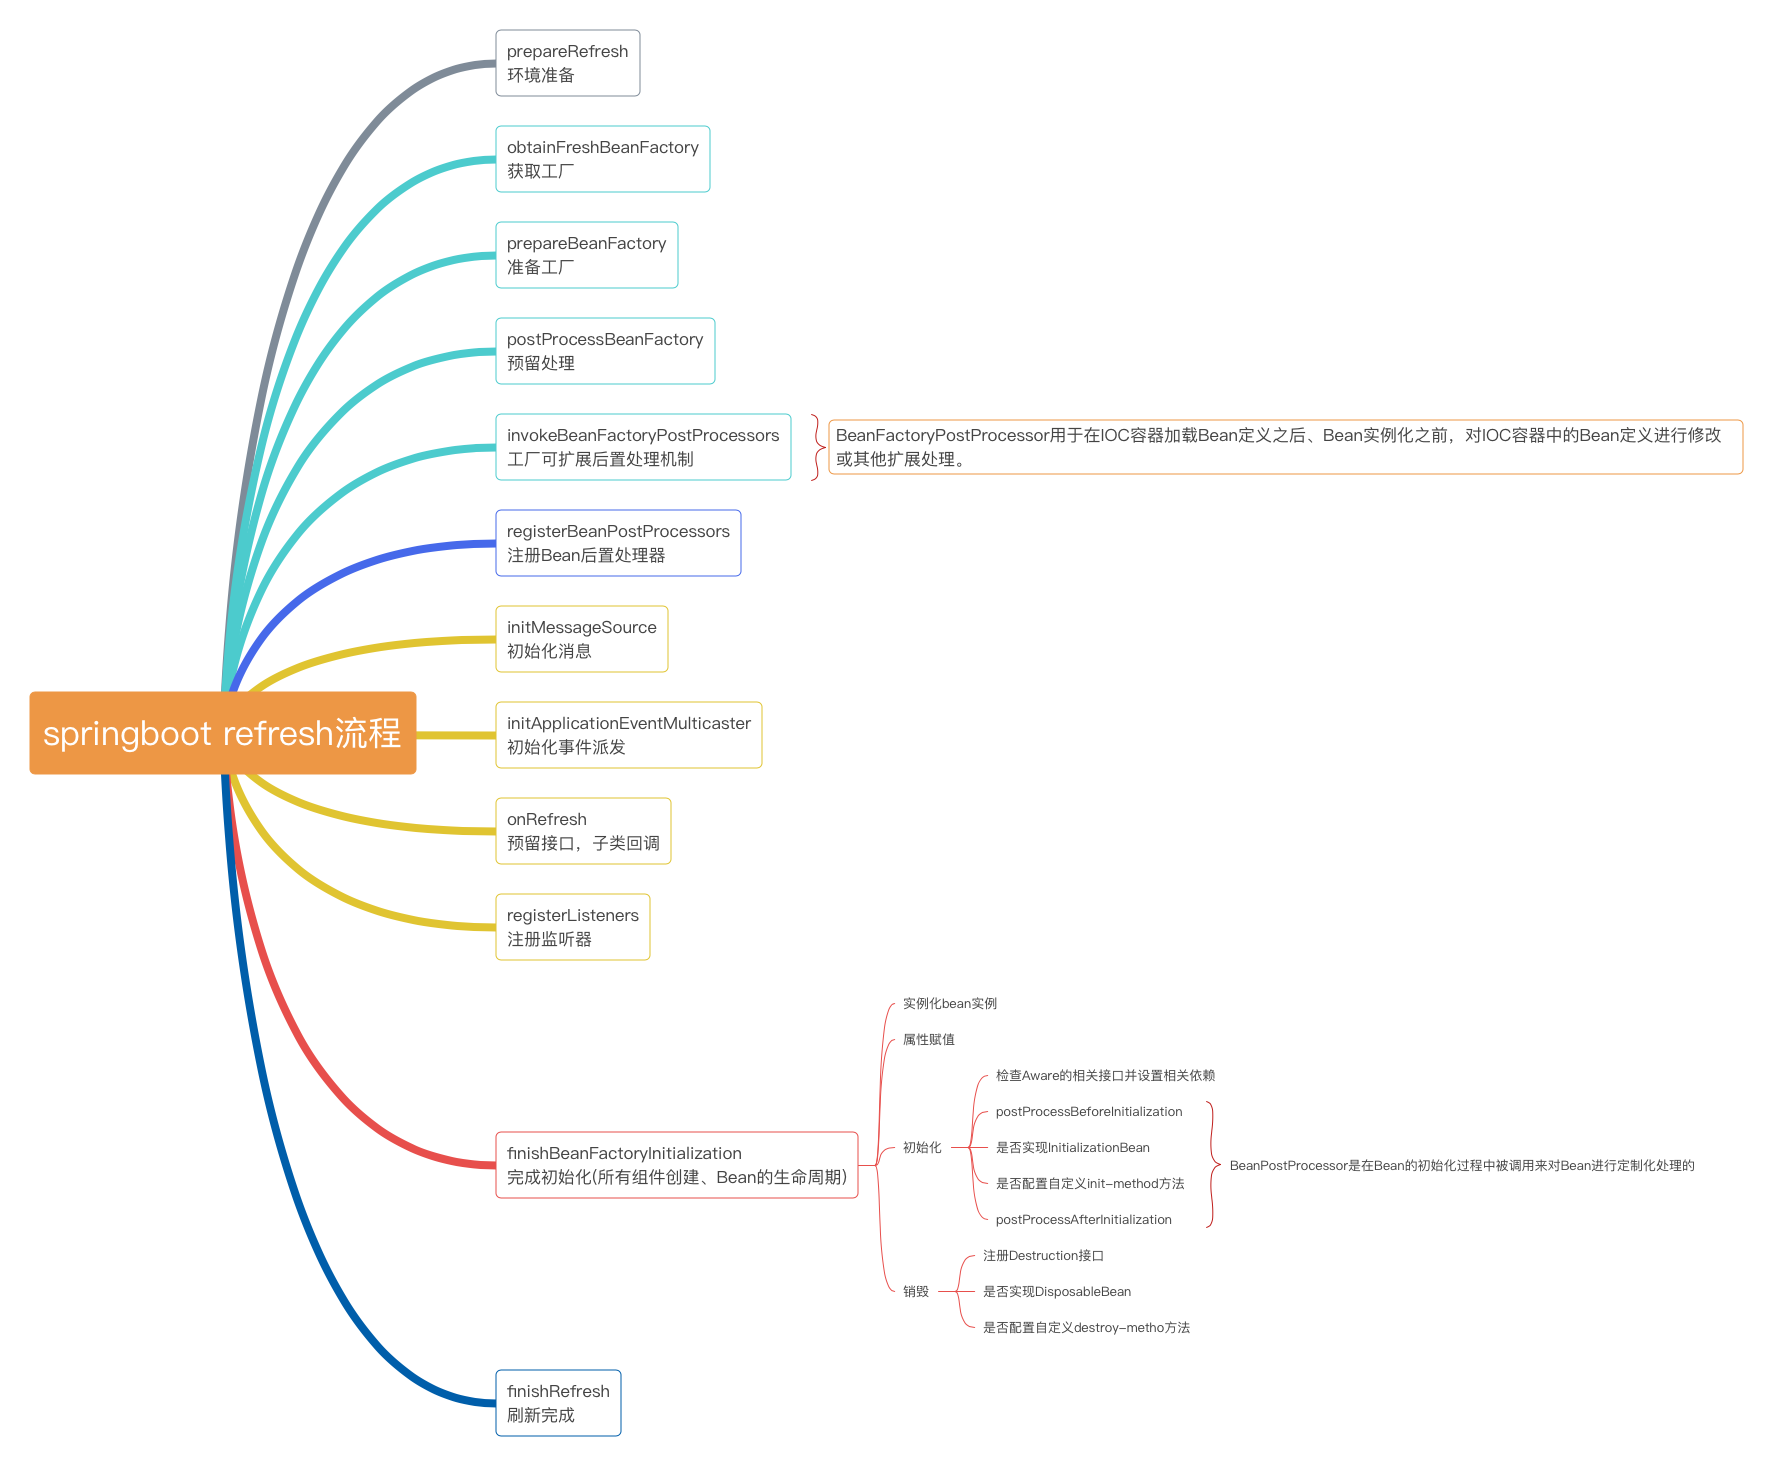 prepareRefresh
环境准备
obtainFreshBeanFactory
获取工厂
prepareBeanFactory
准备工厂
postProcessBeanFactory
预留处理
invokeBeanFactoryPostProcessors
工厂可扩展后置处理机制
BeanFactoryPostProcessor用于在IOC容器加载Bean定义之后、Bean实例化之前，对IOC容器中的Bean定义进行修改
或其他扩展处理。
registerBeanPostProcessors
注册Bean后置处理器
initMessageSource
初始化消息
springboot refresh流程
initApplicationEventMulticaster
初始化事件派发
onRefresh
预留接口，子类回调
registerListeners
注册监听器
finishBeanFactoryInitialization
完成初始化(所有组件创建、Bean的生命周期)
实例化bean实例
属性赋值
初始化
检查Aware的相关接口并设置相关依赖
postProcessBeforeInitialization
是否实现InitializationBean
是否配置自定义init-method方法
postProcessAfterInitialization
BeanPostProcessor是在Bean的初始化过程中被调用来对Bean进行定制化处理的
销毁
注册Destruction接口
是否实现DisposableBean
是否配置自定义destroy-metho方法
finishRefresh
刷新完成